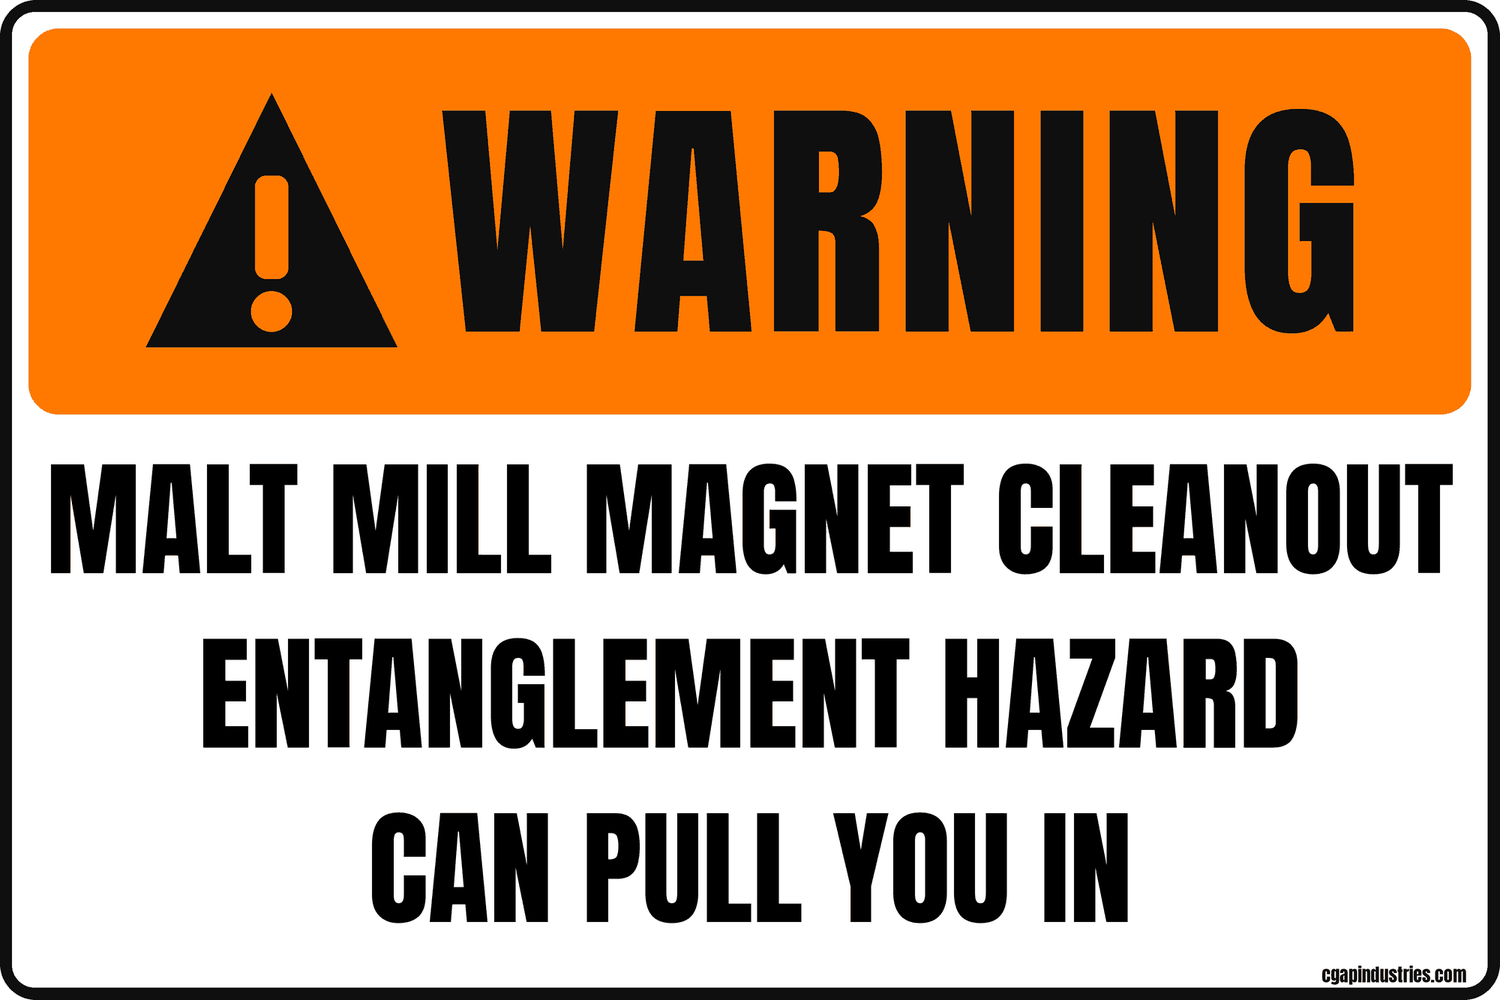 WARNING
MALT MILL MAGNET CLEANOUT
ENTANGLEMENT HAZARD
CAN PULL YOU IN
cgapindustries.com